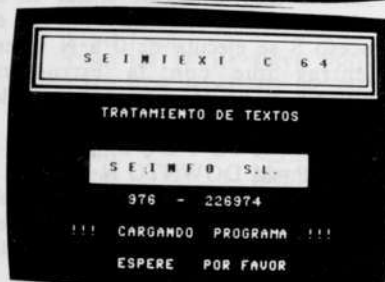 SEINTEXT C 64
TRATAMIENTO DE TEXTOS
SEINFO S.L.
976 - 226974
!!! CARGANDO PROGRAMA !!!
ESPERE POR FAVOR